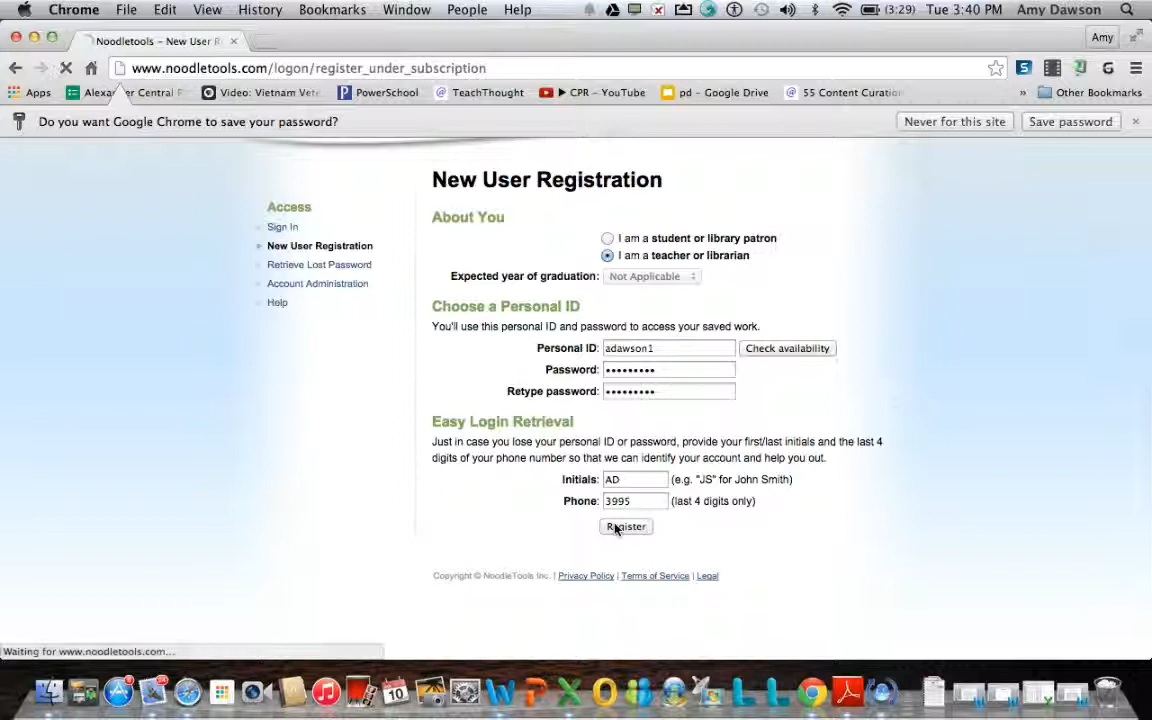 Chrome File Edit View History Bookmarks Window People Help (3:29) Tue 3:40 PM Amy Dawson
Noodletools – New User R Amy
www.noodletools.com/logon/register_under_subscription
Apps Alexander Central Video: Vietnam Vete PowerSchool TeachThought CPR – YouTube pd – Google Drive 55 Content Curatio » Other Bookmarks
Do you want Google Chrome to save your password? Never for this site Save password
New User Registration
Access
Sign In
New User Registration
Retrieve Lost Password
Account Administration
Help
About You
I am a student or library patron
I am a teacher or librarian
Expected year of graduation: Not Applicable
Choose a Personal ID
You'll use this personal ID and password to access your saved work.
Personal ID: adawson1 Check availability
Password: •••••••••
Retype password: •••••••••
Easy Login Retrieval
Just in case you lose your personal ID or password, provide your first/last initials and the last 4
digits of your phone number so that we can identify your account and help you out.
Initials: AD (e.g. "JS" for John Smith)
Phone: 3995 (last 4 digits only)
Register
Copyright © NoodleTools Inc. | Privacy Policy | Terms of Service | Legal
Waiting for www.noodletools.com...
10